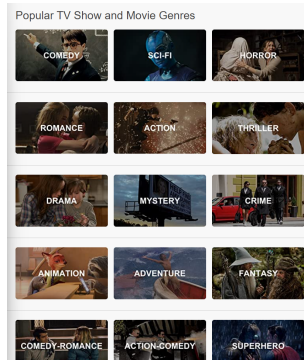 Popular TV Show and Movie Genres
COMEDY SCI-FI HORROR
ROMANCE ACTION THRILLER
DRAMA MYSTERY CRIME
ANIMATION ADVENTURE FANTASY
COMEDY-ROMANCE ACTION-COMEDY SUPERHERO